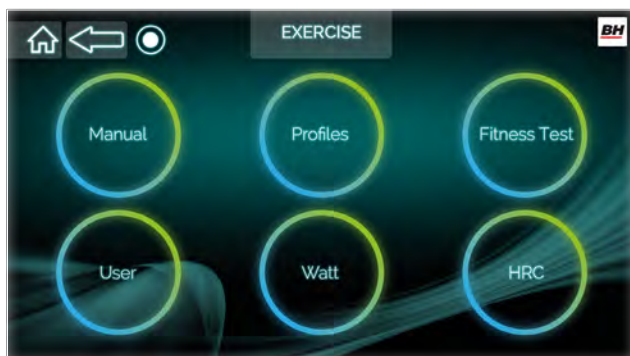 EXERCISE
BH
Manual
Profiles
Fitness Test
User
Watt
HRC